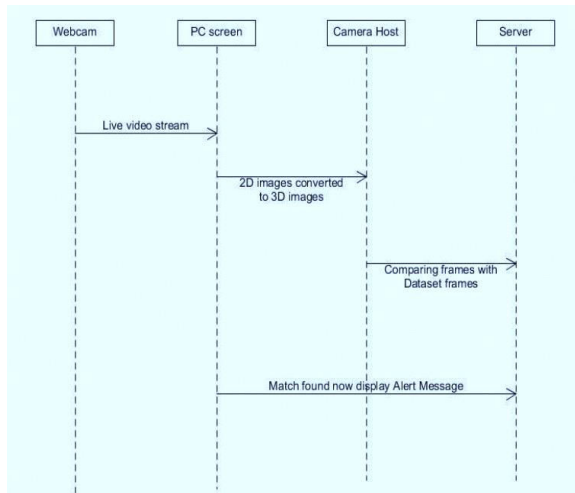 Webcam
PC screen
Camera Host
Server
Live video stream
2D images converted
to 3D images
Comparing frames with
Dataset frames
Match found now display Alert Message